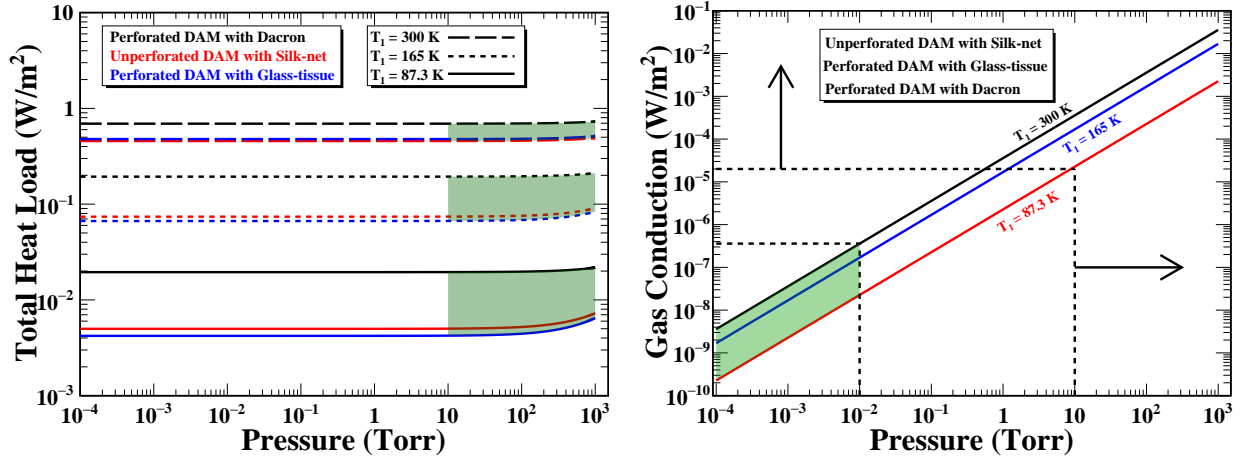 10
1
10⁻¹
10⁻²
10⁻³
Total Heat Load (W/m²)
Perforated DAM with Dacron
Unperforated DAM with Silk-net
Perforated DAM with Glass-tissue
T₁ = 300 K
T₁ = 165 K
T₁ = 87.3 K
10⁻⁴ 10⁻³ 10⁻² 10⁻¹ 1 10 10² 10³
Pressure (Torr)
10⁻¹
10⁻²
10⁻³
10⁻⁴
10⁻⁵
10⁻⁶
10⁻⁷
10⁻⁸
10⁻⁹
10⁻¹⁰
Gas Conduction (W/m²)
Unperforated DAM with Silk-net
Perforated DAM with Glass-tissue
Perforated DAM with Dacron
T₁ = 300 K
T₁ = 165 K
T₁ = 87.3 K
10⁻⁴ 10⁻³ 10⁻² 10⁻¹ 1 10 10² 10³
Pressure (Torr)